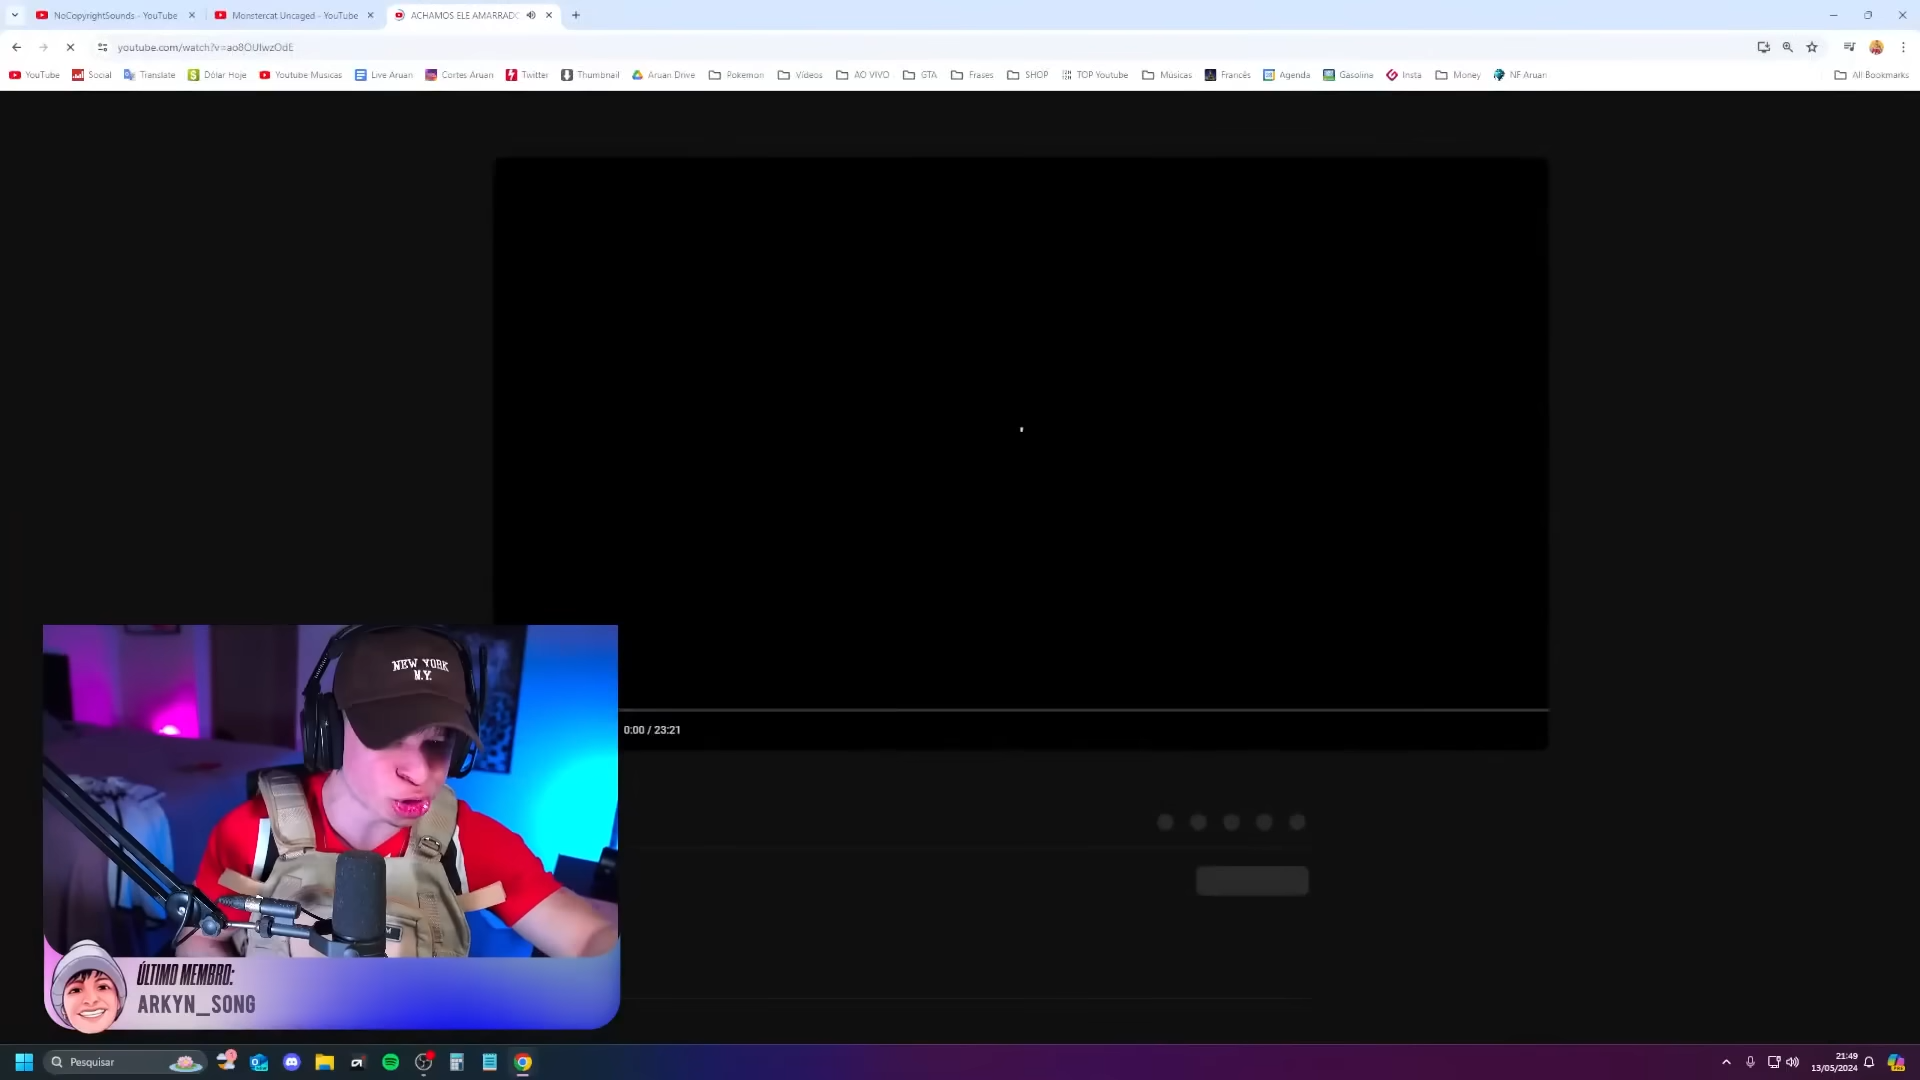 NoCopyrightSounds - YouTube
Monstercat Uncaged - YouTube
ACHAMOS ELE AMARRADO
youtube.com/watch?v=ao8OUIwzOdE
YouTube
Social
Translate
Dólar Hoje
Youtube Musicas
Live Aruan
Cortes Aruan
Twitter
Thumbnail
Aruan Drive
Pokemon
Vídeos
AO VIVO
GTA
Frases
SHOP
TOP Youtube
Músicas
Francês
Agenda
Gasolina
Insta
Money
NF Aruan
All Bookmarks
NEW YORK
N.Y.
0:00 / 23:21
ÚLTIMO MEMBRO:
ARKYN_SONG
Pesquisar
21:49
13/05/2024